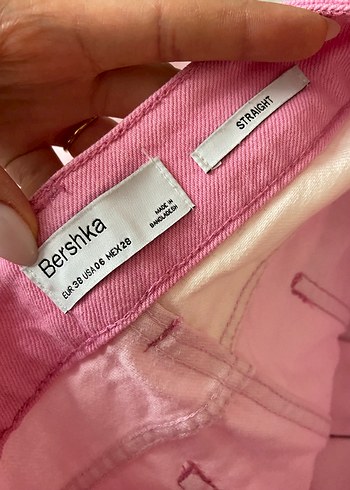 STRAIGHT
Bershka
MADE IN
BANGLADESH
EUR 38 USA 06 MEX 28